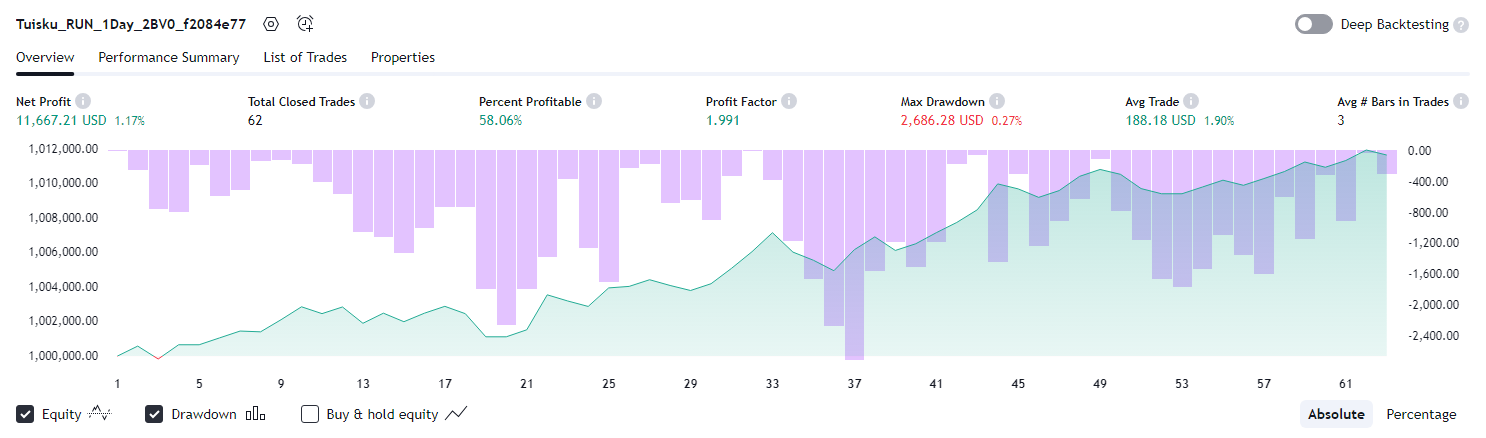 Tuisku_RUN_1Day_2BV0_f2084e77
Deep Backtesting ?
Overview Performance Summary List of Trades Properties
Net Profit i Total Closed Trades i Percent Profitable i Profit Factor i Max Drawdown i Avg Trade i Avg # Bars in Trades i
11,667.21 USD 1.17% 62 58.06% 1.991 2,686.28 USD 0.27% 188.18 USD 1.90% 3
1,012,000.00 0.00
1,010,000.00 -400.00
1,008,000.00 -800.00
1,006,000.00 -1,200.00
1,004,000.00 -1,600.00
1,002,000.00 -2,000.00
1,000,000.00 -2,400.00
1 5 9 13 17 21 25 29 33 37 41 45 49 53 57 61
Equity Drawdown Buy & hold equity Absolute Percentage